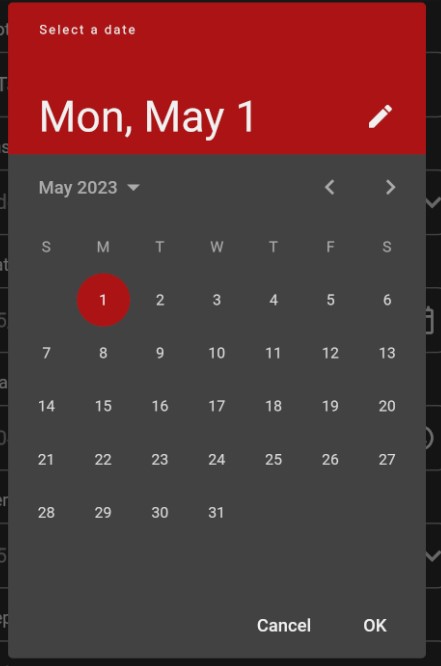 Select a date
Mon, May 1
May 2023
S M T W T F S
1 2 3 4 5 6
7 8 9 10 11 12 13
14 15 16 17 18 19 20
21 22 23 24 25 26 27
28 29 30 31
Cancel OK